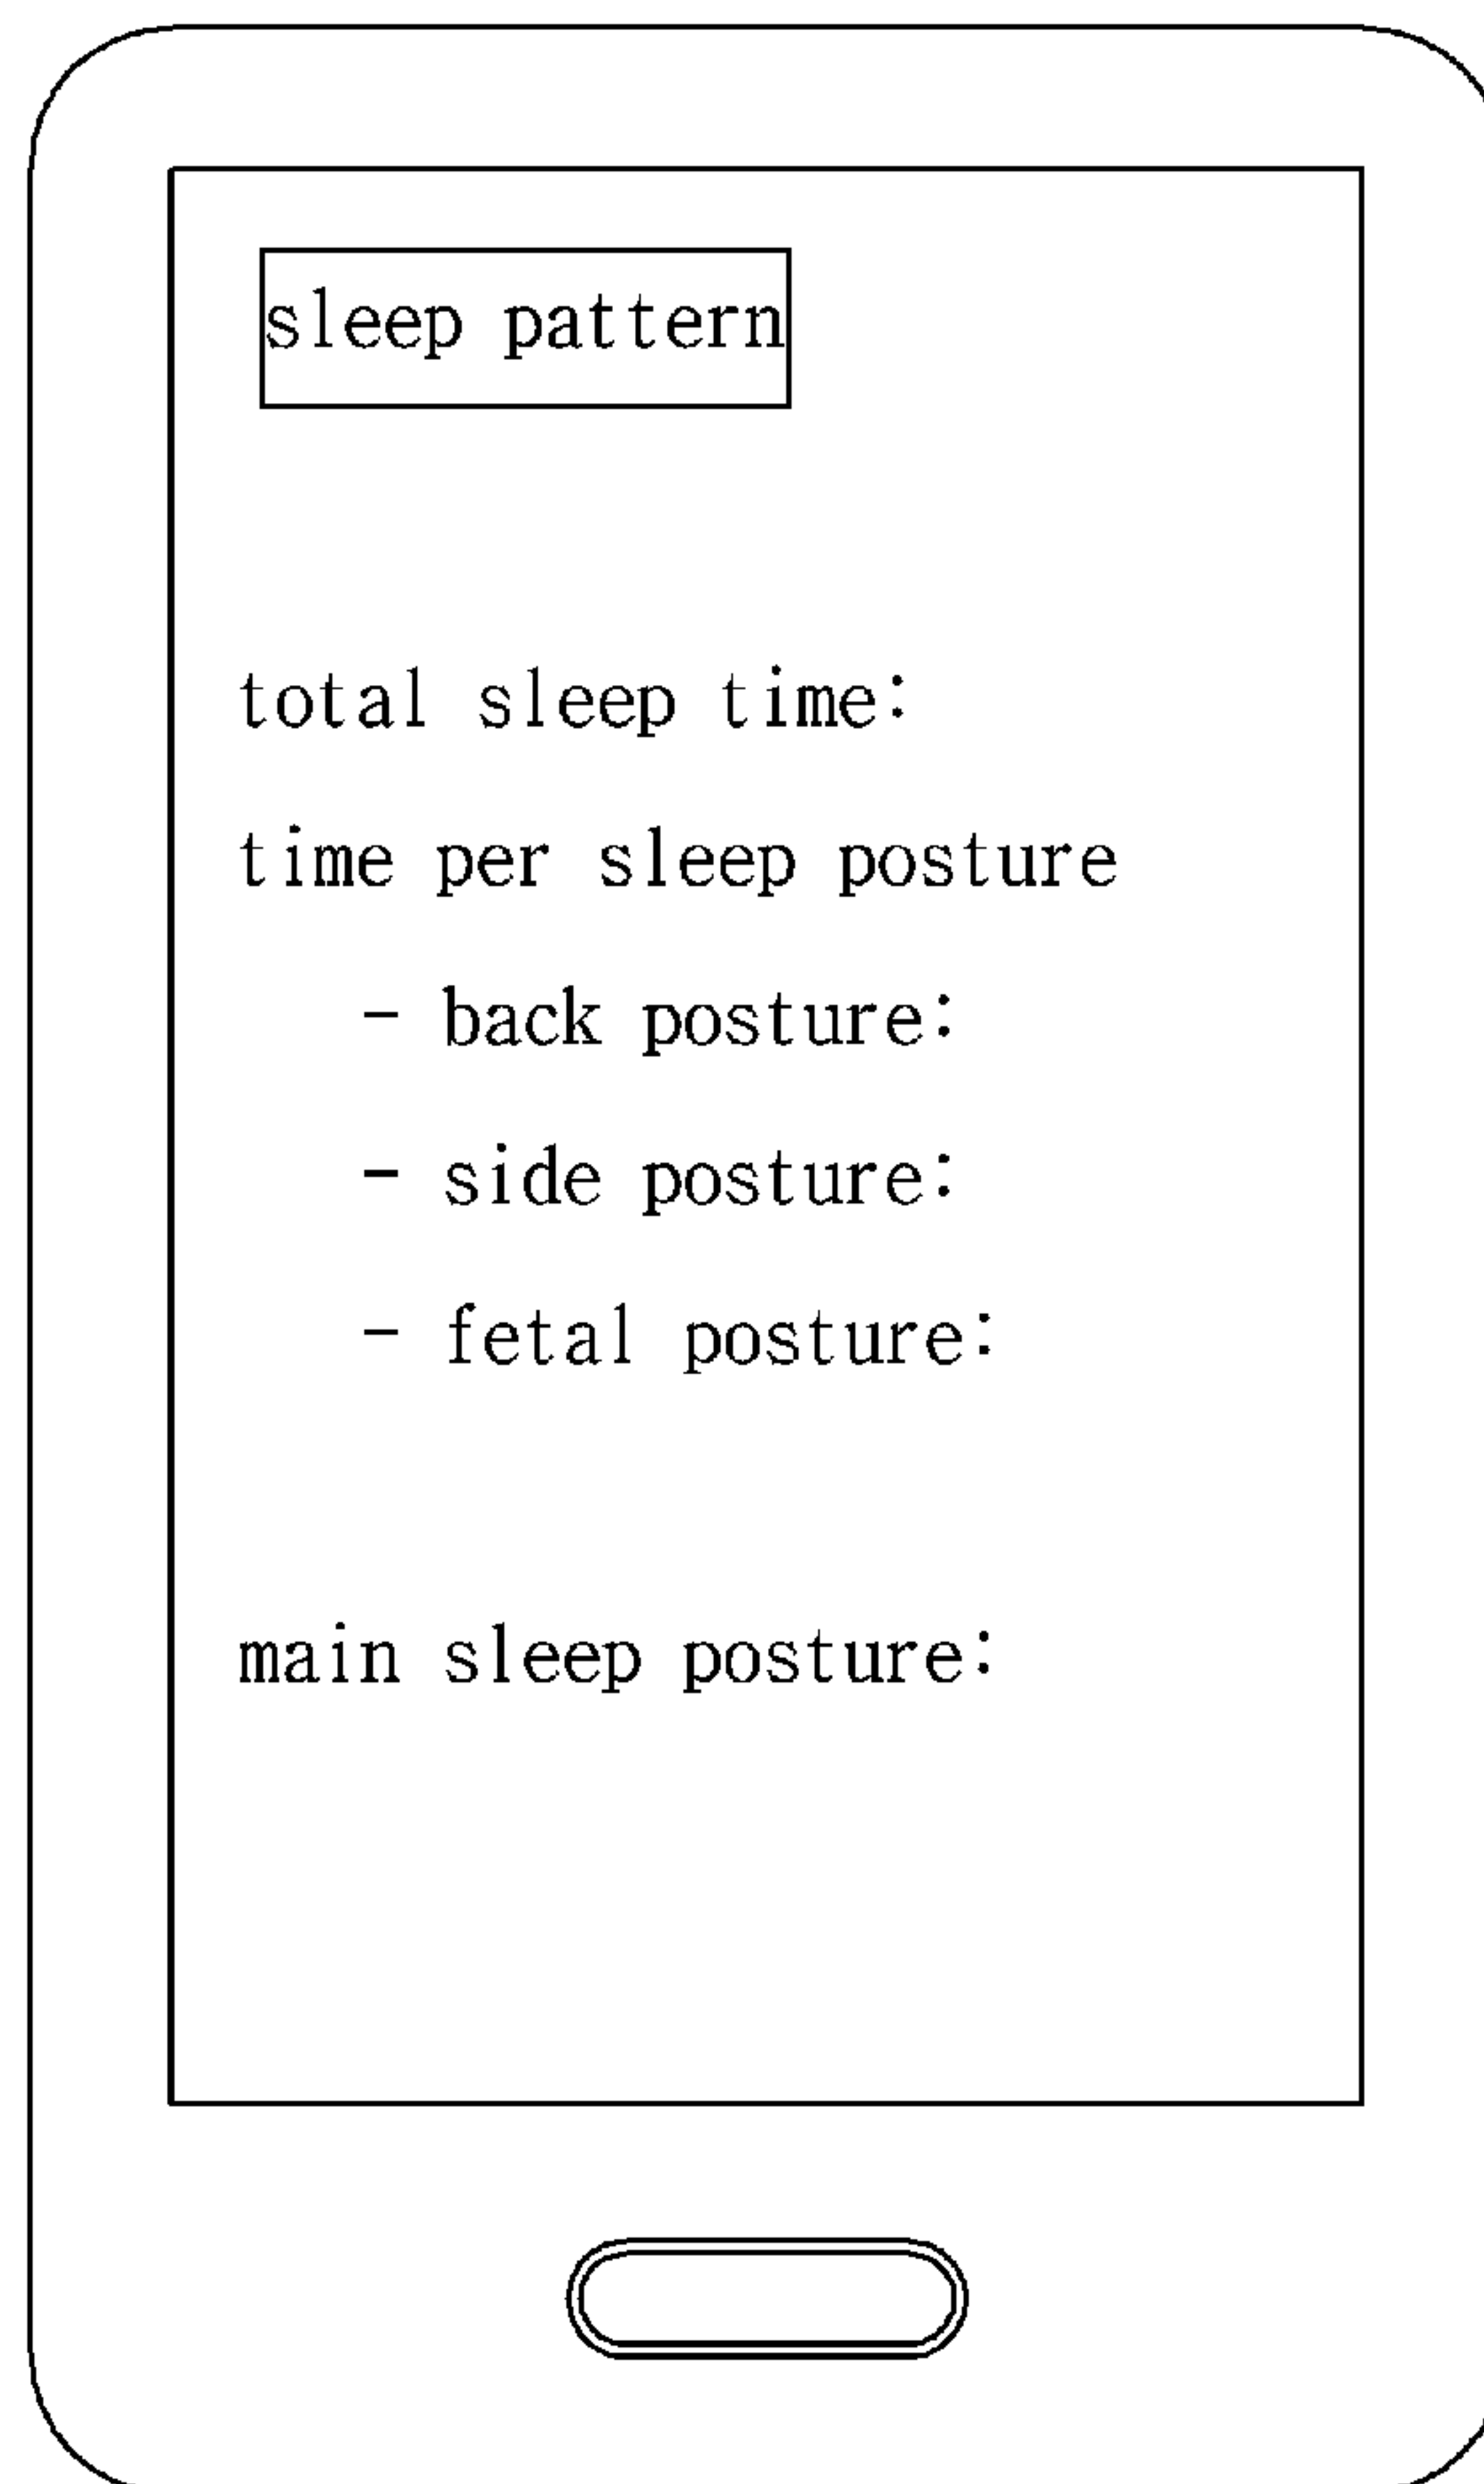 sleep pattern
total sleep time:
time per sleep posture
- back posture:
- side posture:
- fetal posture:
main sleep posture: